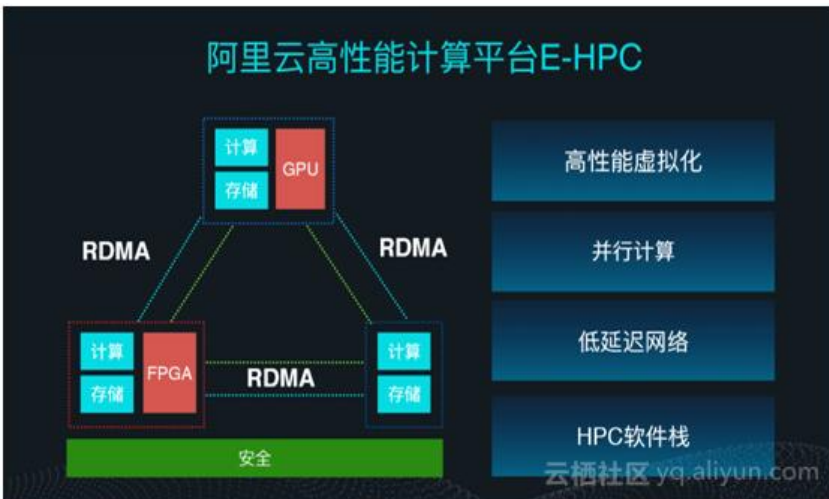 阿里云高性能计算平台E-HPC
计算
存储
GPU
RDMA
RDMA
计算
存储
FPGA
RDMA
计算
存储
安全
高性能虚拟化
并行计算
低延迟网络
HPC软件栈
云栖社区 yq.aliyun.com